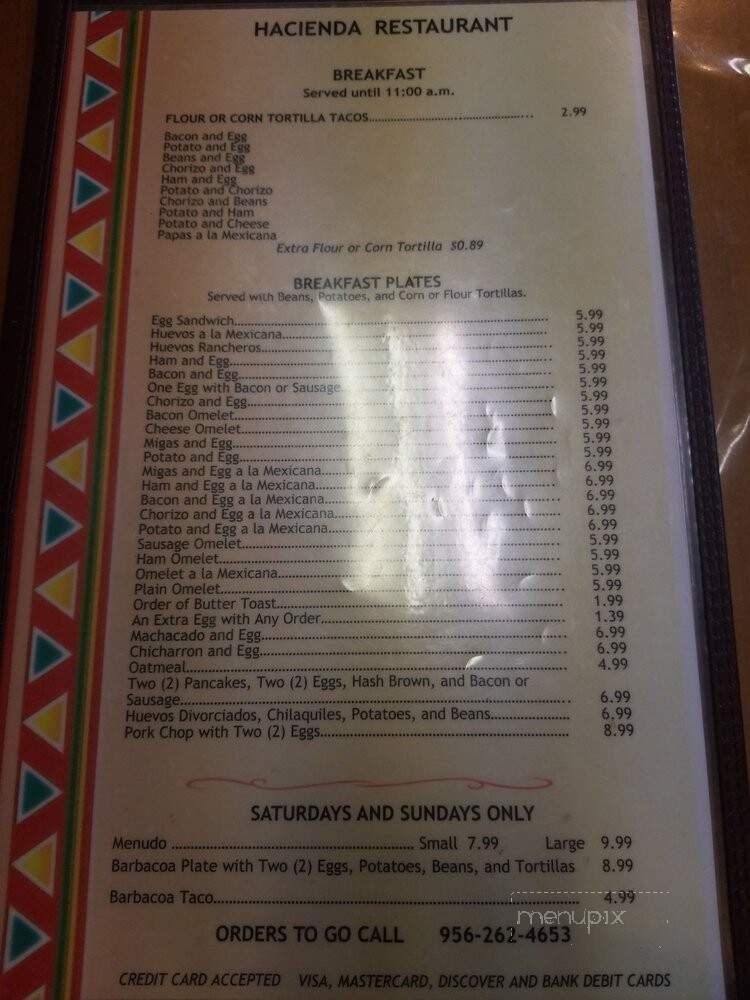 HACIENDA RESTAURANT
BREAKFAST
Served until 11:00 a.m.
FLOUR OR CORN TORTILLA TACOS.......... 2.99
Bacon and Egg
Potato and Egg
Beans and Egg
Chorizo and Egg
Ham and Egg
Potato and Chorizo
Chorizo and Beans
Potato and Ham
Potato and Cheese
Papas a la Mexicana
Extra Flour or Corn Tortilla $0.89
BREAKFAST PLATES
Served with Beans, Potatoes, and Corn or Flour Tortillas.
Egg Sandwich.......... 5.99
Huevos a la Mexicana.......... 5.99
Huevos Rancheros.......... 5.99
Ham and Egg.......... 5.99
Bacon and Egg.......... 5.99
One Egg with Bacon or Sausage.......... 5.99
Chorizo and Egg.......... 5.99
Bacon Omelet.......... 5.99
Cheese Omelet.......... 5.99
Migas and Egg.......... 5.99
Potato and Egg.......... 5.99
Migas and Egg a la Mexicana.......... 6.99
Ham and Egg a la Mexicana.......... 6.99
Bacon and Egg a la Mexicana.......... 6.99
Chorizo and Egg a la Mexicana.......... 6.99
Potato and Egg a la Mexicana.......... 6.99
Sausage Omelet.......... 5.99
Ham Omelet.......... 5.99
Omelet a la Mexicana.......... 5.99
Plain Omelet.......... 5.99
Order of Butter Toast.......... 1.99
An Extra Egg with Any Order.......... 1.39
Machacado and Egg.......... 6.99
Chicharron and Egg.......... 6.99
Oatmeal.......... 4.99
Two (2) Pancakes, Two (2) Eggs, Hash Brown, and Bacon or
Sausage.......... 6.99
Huevos Divorciados, Chilaquiles, Potatoes, and Beans.......... 6.99
Pork Chop with Two (2) Eggs.......... 8.99
SATURDAYS AND SUNDAYS ONLY
Menudo .......... Small 7.99 Large 9.99
Barbacoa Plate with Two (2) Eggs, Potatoes, Beans, and Tortillas 8.99
Barbacoa Taco.......... 4.99
menupix
ORDERS TO GO CALL 956-262-4653
CREDIT CARD ACCEPTED VISA, MASTERCARD, DISCOVER AND BANK DEBIT CARDS